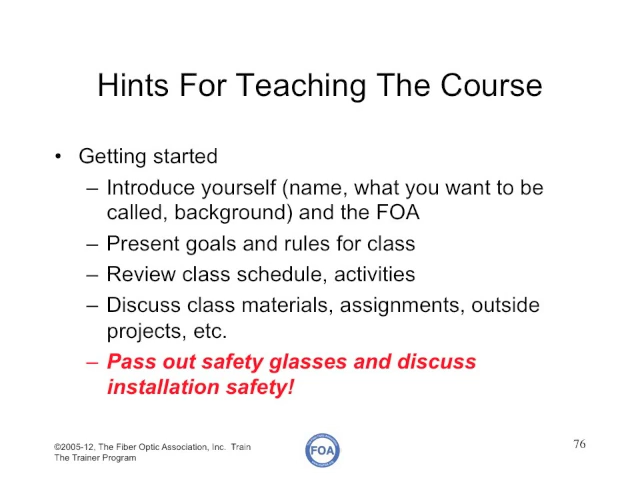 Hints For Teaching The Course
• Getting started
– Introduce yourself (name, what you want to be
called, background) and the FOA
– Present goals and rules for class
– Review class schedule, activities
– Discuss class materials, assignments, outside
projects, etc.
– Pass out safety glasses and discuss
installation safety!
©2005-12, The Fiber Optic Association, Inc. Train
The Trainer Program
FOA
76